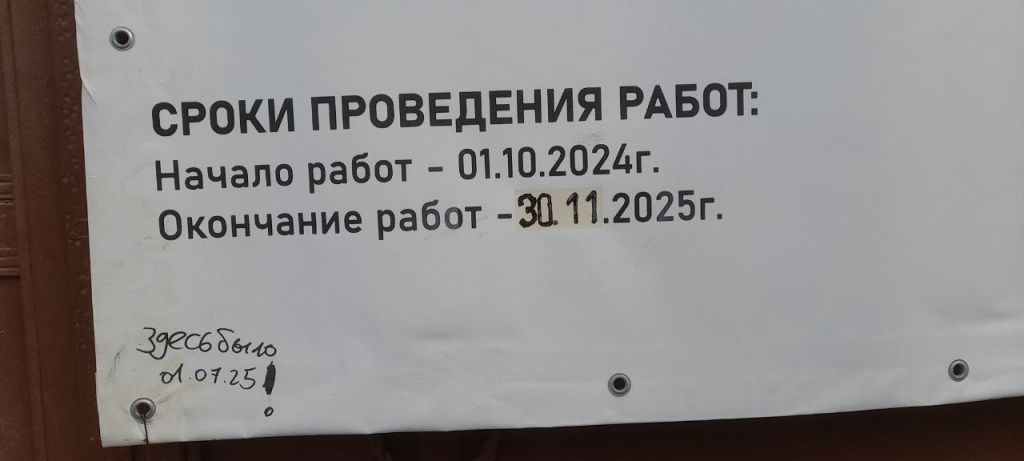 СРОКИ ПРОВЕДЕНИЯ РАБОТ:
Начало работ - 01.10.2024г.
Окончание работ -30.11.2025г.
Здесь было
01.07.25!